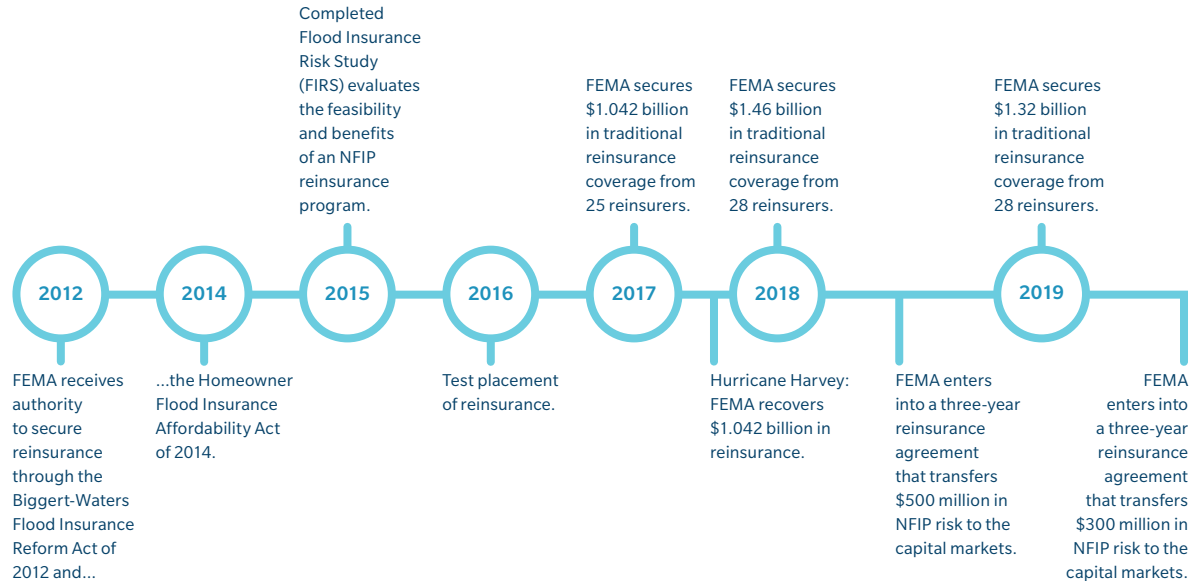 Completed
Flood Insurance
Risk Study
(FIRS) evaluates
the feasibility
and benefits
of an NFIP
reinsurance
program.
FEMA secures
$1.042 billion
in traditional
reinsurance
coverage from
25 reinsurers.
FEMA secures
$1.46 billion
in traditional
reinsurance
coverage from
28 reinsurers.
FEMA secures
$1.32 billion
in traditional
reinsurance
coverage from
28 reinsurers.
2012
2014
2015
2016
2017
2018
2019
FEMA receives
authority
to secure
reinsurance
through the
Biggert-Waters
Flood Insurance
Reform Act of
2012 and...
...the Homeowner
Flood Insurance
Affordability Act
of 2014.
Test placement
of reinsurance.
Hurricane Harvey:
FEMA recovers
$1.042 billion in
reinsurance.
FEMA enters
into a three-year
reinsurance
agreement
that transfers
$500 million in
NFIP risk to the
capital markets.
FEMA
enters into
a three-year
reinsurance
agreement
that transfers
$300 million in
NFIP risk to the
capital markets.